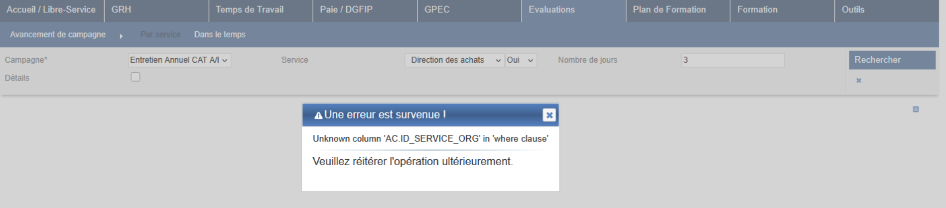 Accueil / Libre-Service GRH Temps de Travail Paie / DGFIP GPEC Evaluations Plan de Formation Formation Outils
Avancement de campagne Par service Dans le temps
Campagne* Entretien Annuel CAT A/I Service Direction des achats Oui Nombre de jours 3 Rechercher
Détails
Une erreur est survenue !
Unknown column 'AC.ID_SERVICE_ORG' in 'where clause'
Veuillez réitérer l'opération ultérieurement.